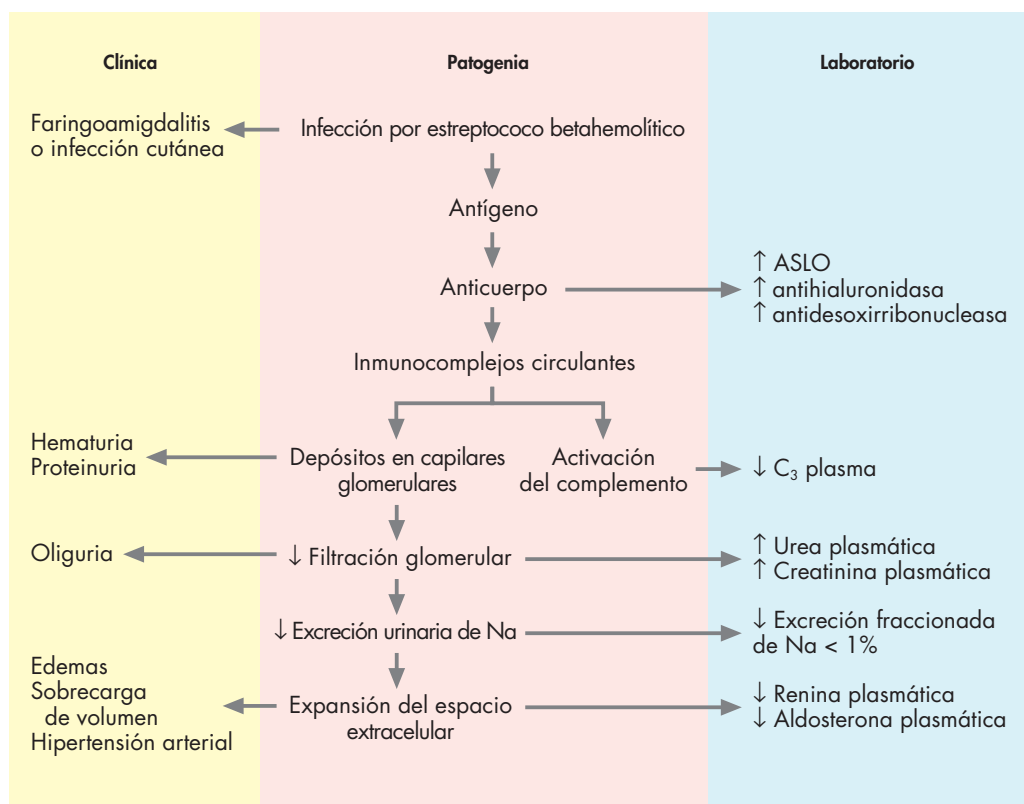 Clínica
Patogenia
Laboratorio
Faringoamigdalitis
o infección cutánea
Infección por estreptococo betahemolítico
Antígeno
Anticuerpo
↑ ASLO
↑ antihialuronidasa
↑ antidesoxirribonucleasa
Inmunocomplejos circulantes
Hematuria
Proteinuria
Depósitos en capilares
glomerulares
Activación
del complemento
↓ C₃ plasma
Oliguria
↓ Filtración glomerular
↑ Urea plasmática
↑ Creatinina plasmática
↓ Excreción urinaria de Na
↓ Excreción fraccionada
de Na < 1%
Edemas
Sobrecarga
de volumen
Hipertensión arterial
Expansión del espacio
extracelular
↓ Renina plasmática
↓ Aldosterona plasmática